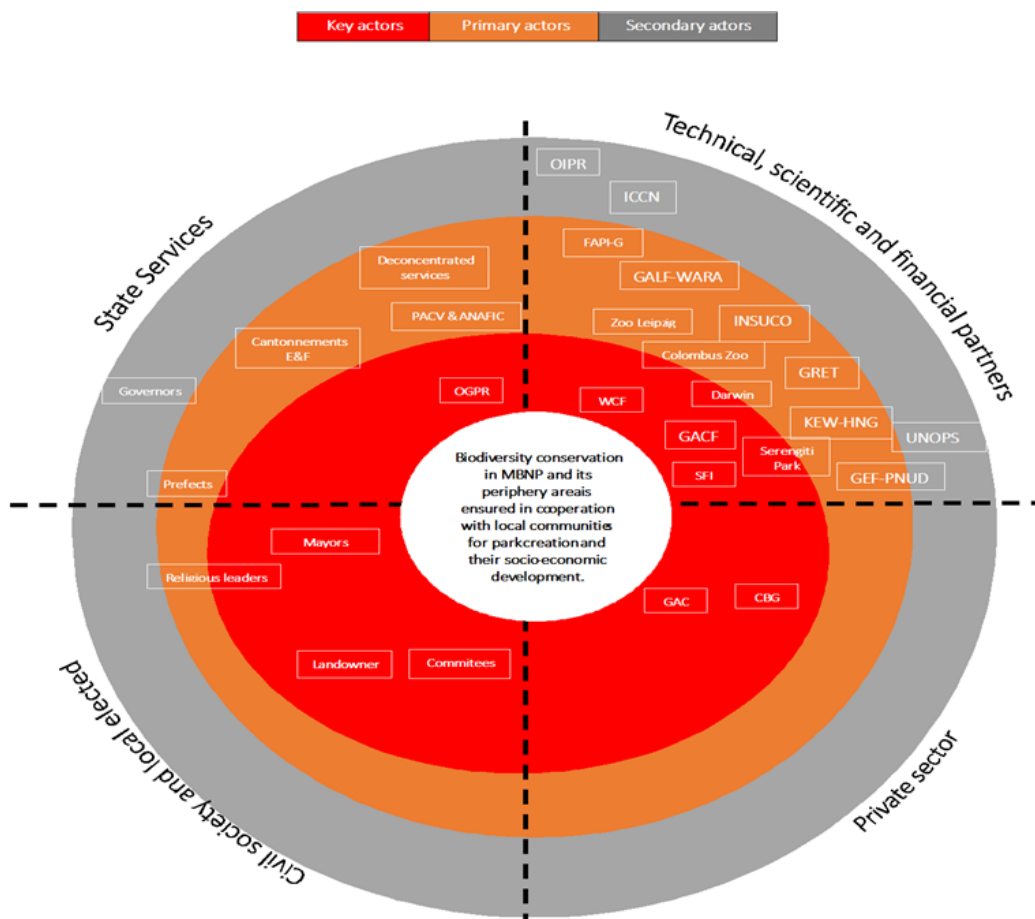 Key actors
Primary actors
Secondary actors
Technical, scientific and financial partners
State Services
OIPR
ICCN
FAPI-G
Deconcentrated
services
GALF-WARA
PACV & ANAFIC
Zoo Leipzig
INSUCO
Cantonnements
E&F
Colombus Zoo
GRET
Governors
OGPR
WCF
Darwin
KEW-HNG
GACF
UNOPS
Serengiti
Park
SFI
GEF-PNUD
Prefects
Biodiversity conservation
in MBNP and its
periphery areais
ensured in cooperation
with local communities
for parkcreation and
their socio-economic
development.
Mayors
Religious leaders
GAC
CBG
Landowner
Commitees
Civil society and local elected
Private sector